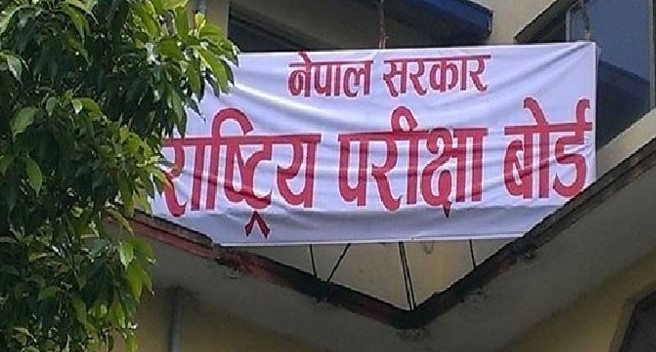 नेपाल सरकार
राष्ट्रिय परीक्षा बोर्ड